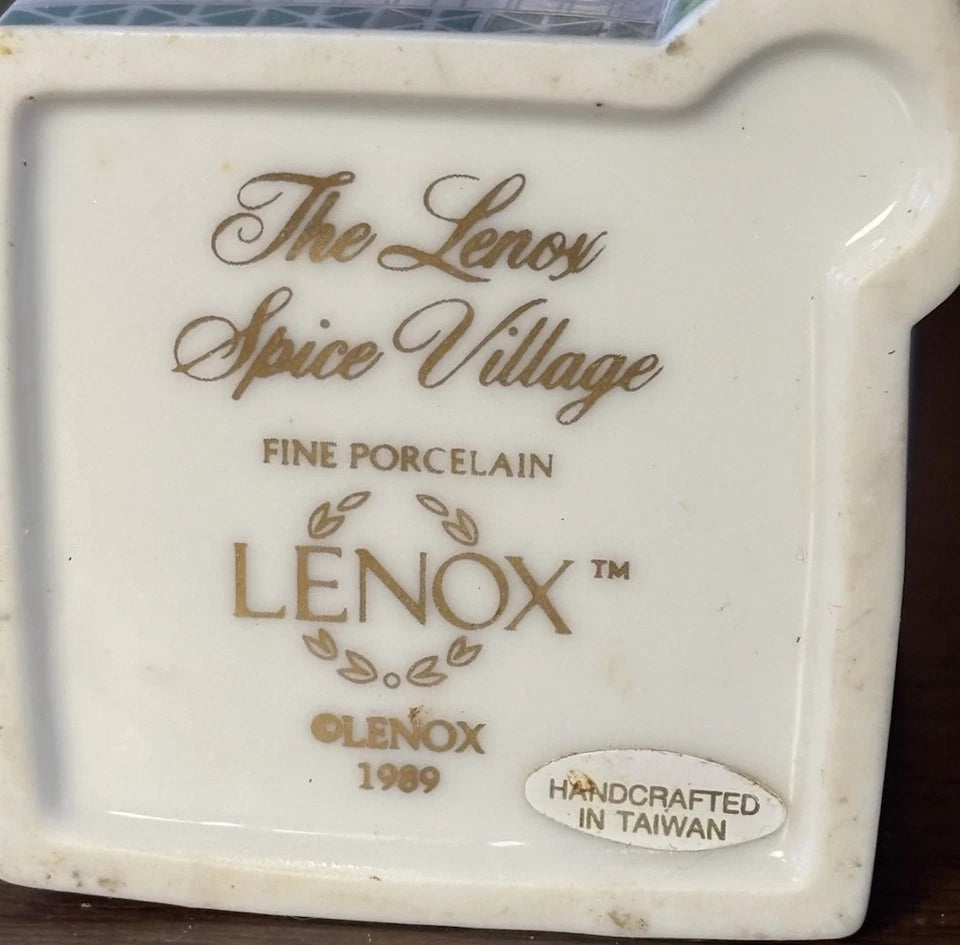 The Lenox
Spice Village
FINE PORCELAIN
LENOX™
©LENOX
1989
HANDCRAFTED
IN TAIWAN